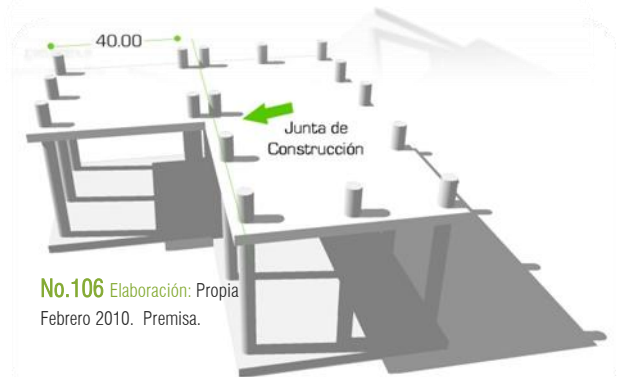 40.00
Junta de
Construcción
No.106 Elaboración: Propia
Febrero 2010. Premisa.